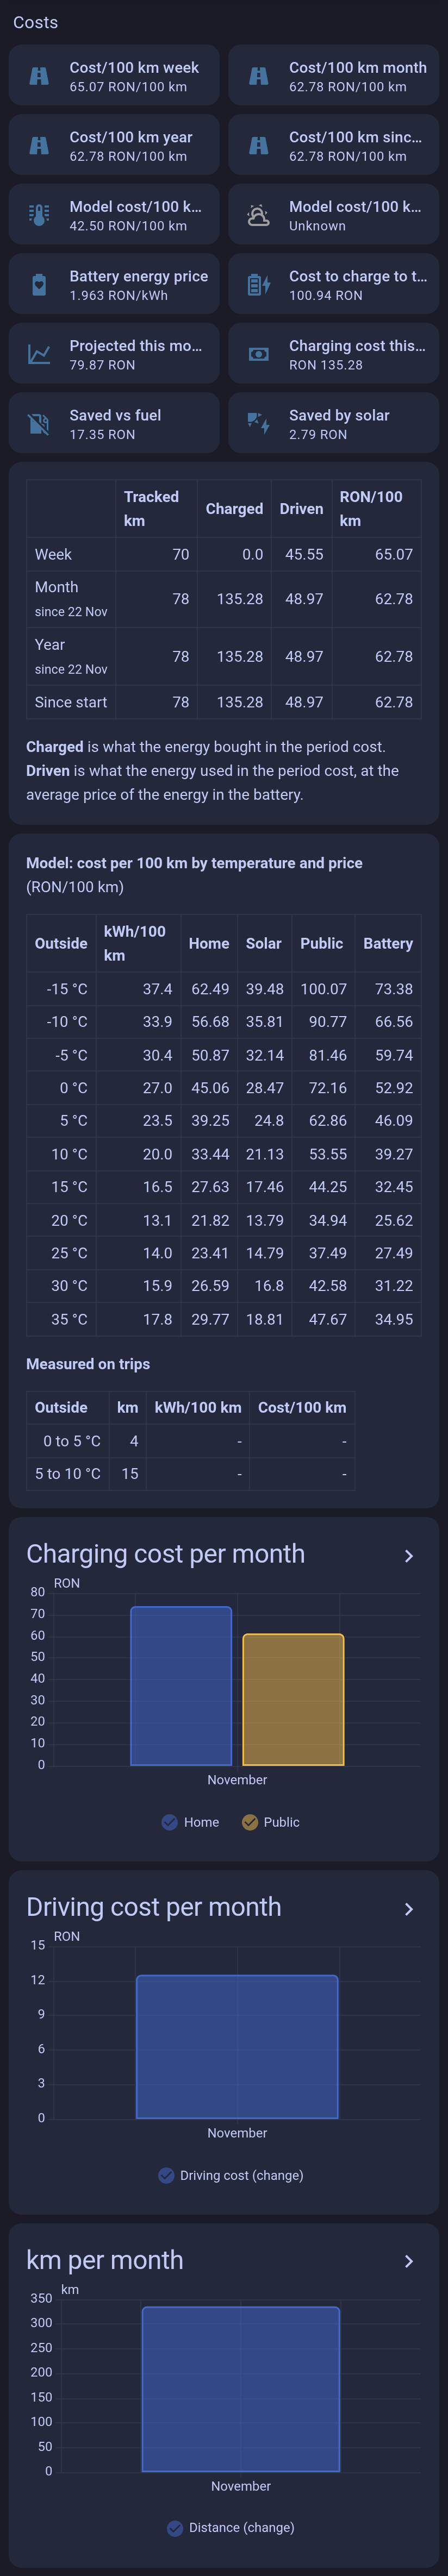 Costs
Cost/100 km week
65.07 RON/100 km
Cost/100 km month
62.78 RON/100 km
Cost/100 km year
62.78 RON/100 km
Cost/100 km sinc...
62.78 RON/100 km
Model cost/100 k...
42.50 RON/100 km
Model cost/100 k...
Unknown
Battery energy price
1.963 RON/kWh
Cost to charge to t...
100.94 RON
Projected this mo...
79.87 RON
Charging cost this...
RON 135.28
Saved vs fuel
17.35 RON
Saved by solar
2.79 RON
Tracked km Charged Driven RON/100 km
Week 70 0.0 45.55 65.07
Month since 22 Nov 78 135.28 48.97 62.78
Year since 22 Nov 78 135.28 48.97 62.78
Since start 78 135.28 48.97 62.78
Charged is what the energy bought in the period cost.
Driven is what the energy used in the period cost, at the
average price of the energy in the battery.
Model: cost per 100 km by temperature and price
(RON/100 km)
Outside kWh/100 km Home Solar Public Battery
-15 °C 37.4 62.49 39.48 100.07 73.38
-10 °C 33.9 56.68 35.81 90.77 66.56
-5 °C 30.4 50.87 32.14 81.46 59.74
0 °C 27.0 45.06 28.47 72.16 52.92
5 °C 23.5 39.25 24.8 62.86 46.09
10 °C 20.0 33.44 21.13 53.55 39.27
15 °C 16.5 27.63 17.46 44.25 32.45
20 °C 13.1 21.82 13.79 34.94 25.62
25 °C 14.0 23.41 14.79 37.49 27.49
30 °C 15.9 26.59 16.8 42.58 31.22
35 °C 17.8 29.77 18.81 47.67 34.95
Measured on trips
Outside km kWh/100 km Cost/100 km
0 to 5 °C 4 - -
5 to 10 °C 15 - -
Charging cost per month
RON
80
70
60
50
40
30
20
10
0
November
Home Public
Driving cost per month
RON
15
12
9
6
3
0
November
Driving cost (change)
km per month
km
350
300
250
200
150
100
50
0
November
Distance (change)